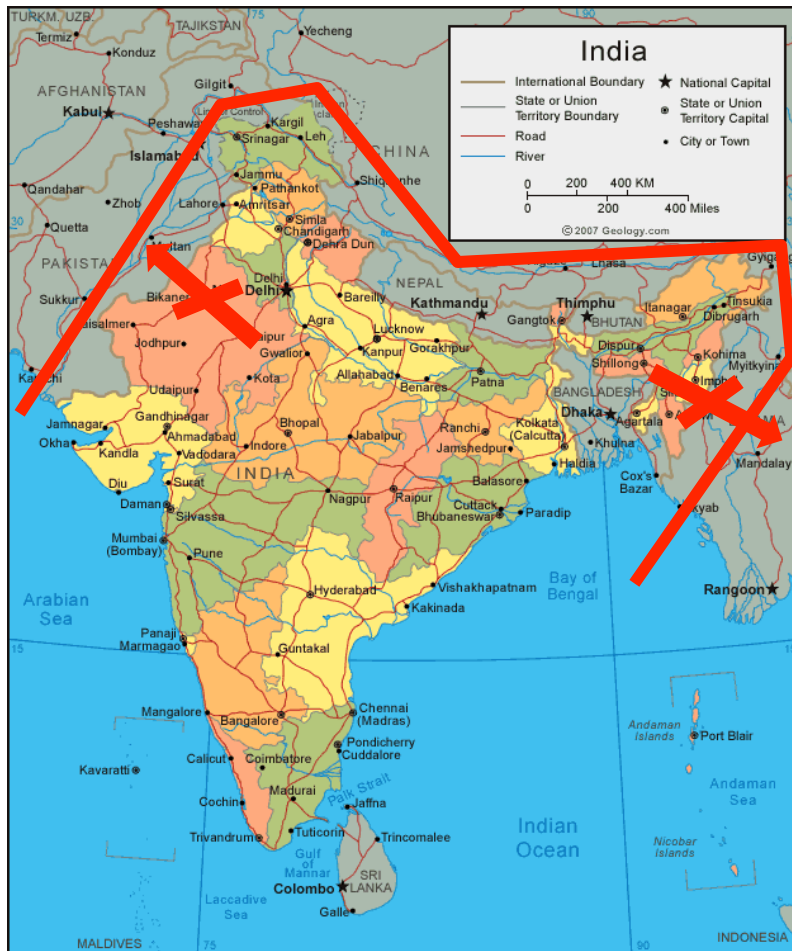 TURKM.
UZB.
TAJIKISTAN
75
90
Yecheng
Termiz
Konduz
India
International Boundary
State or Union
Territory Boundary
Road
River
National Capital
State or Union
Territory Capital
City or Town
0 200 400 KM
0 200 400 Miles
© 2007 Geology.com
Gilgit
AFGHANISTAN
Kabul
Peshawar
Kargil
Srinagar
Leh
Islamabad
CHINA
Jammu
Pathankot
Qandahar
Zhob
Lahore
Amritsar
Simla
Chandigarh
Dehra Dun
30
Quetta
PAKISTAN
Sukkur
Bikaner
Delhi
Delhi
Bareilly
NEPAL
Kathmandu
Lhasa
Thimphu
BHUTAN
Gangtok
Itanagar
Tinsukia
Dibrugarh
Jodhpur
Agra
Lucknow
Gwalior
Kanpur
Gorakhpur
Dispur
Kohima
Shillong
Myitkyina
Allahabad
Benares
Patna
Kota
Udaipur
BANGLADESH
Dhaka
Agartala
Jamnagar
Gandhinagar
Okha
Kandla
Ahmadabad
Bhopal
Indore
Jabalpur
Ranchi
Jamshedpur
Kolkata
(Calcutta)
Khulna
Mandalay
Vadodara
INDIA
Haldia
Cox's
Bazar
Diu
Surat
Nagpur
Raipur
Balasore
Daman
Silvassa
Cuttack
Bhubaneswar
Paradip
Mumbai
(Bombay)
Pune
Arabian
Sea
Hyderabad
Vishakhapatnam
Kakinada
Bay of
Bengal
Rangoon
Panaji
Marmagao
Guntakal
15
Mangalore
Bangalore
Chennai
(Madras)
Andaman
Islands
Port Blair
Pondicherry
Cuddalore
Calicut
Coimbatore
Kavaratti
Andaman
Sea
Cochin
Madurai
Palk Strait
Jaffna
Trivandrum
Tuticorin
Trincomalee
Indian
Ocean
Nicobar
Islands
Gulf
of
Mannar
Colombo
SRI
LANKA
Laccadive
Sea
Galle
MALDIVES
75
90
INDONESIA